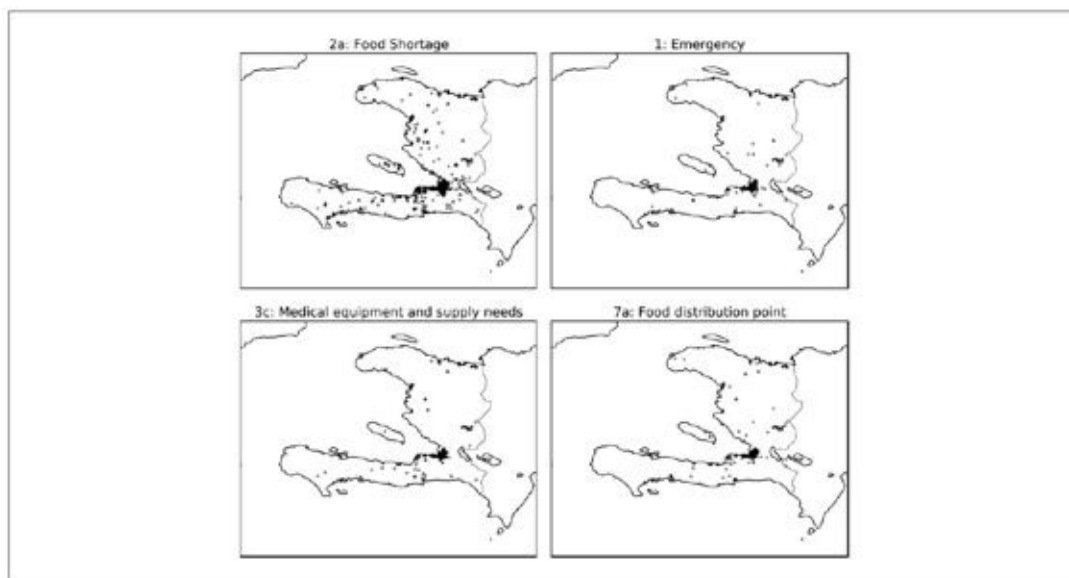 2a: Food Shortage
1: Emergency
3c: Medical equipment and supply needs
7a: Food distribution point